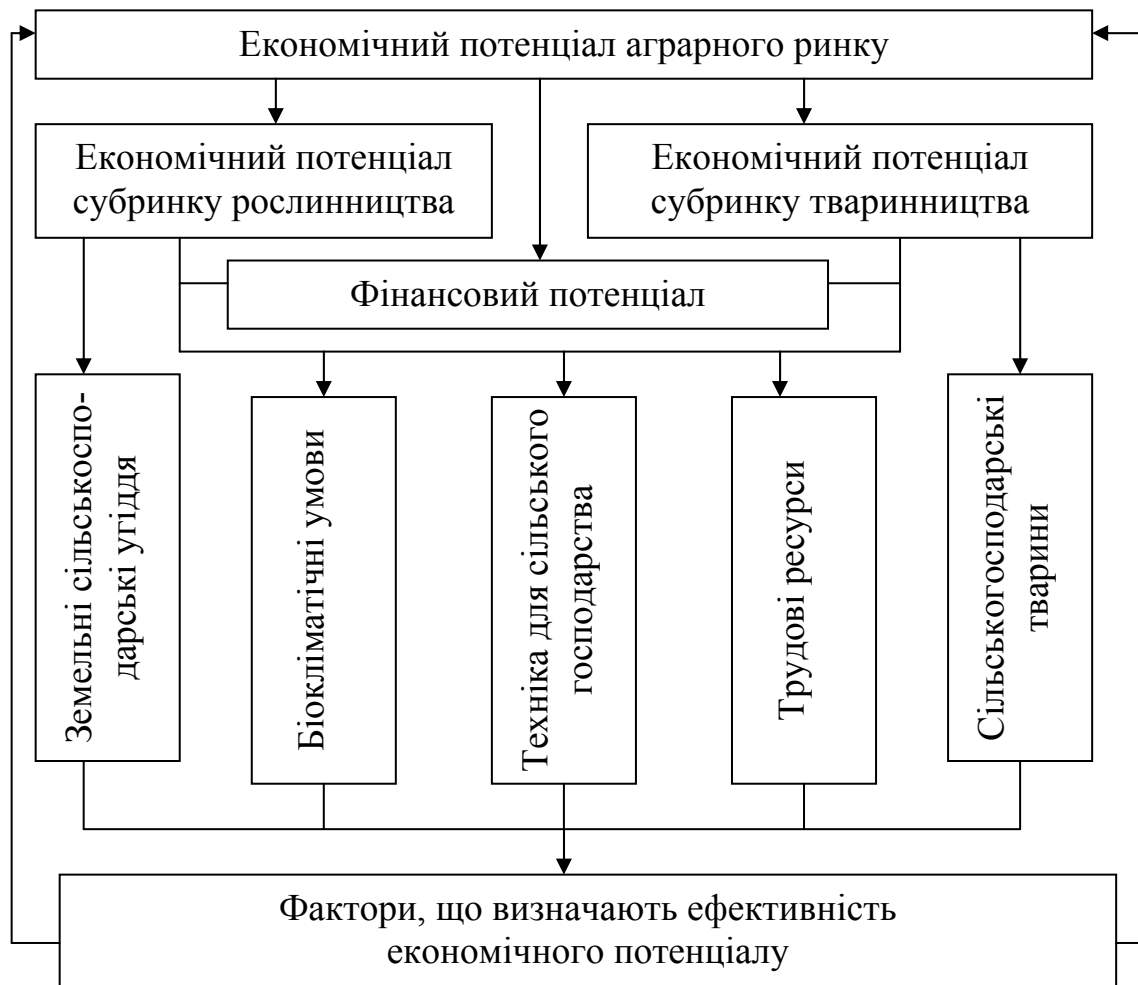 Економічний потенціал аграрного ринку
Економічний потенціал
субринку рослинництва
Економічний потенціал
субринку тваринництва
Фінансовий потенціал
Земельні сільськоспо-
дарські угіддя
Біокліматичні умови
Техніка для сільського
господарства
Трудові ресурси
Сільськогосподарські
тварини
Фактори, що визначають ефективність
економічного потенціалу